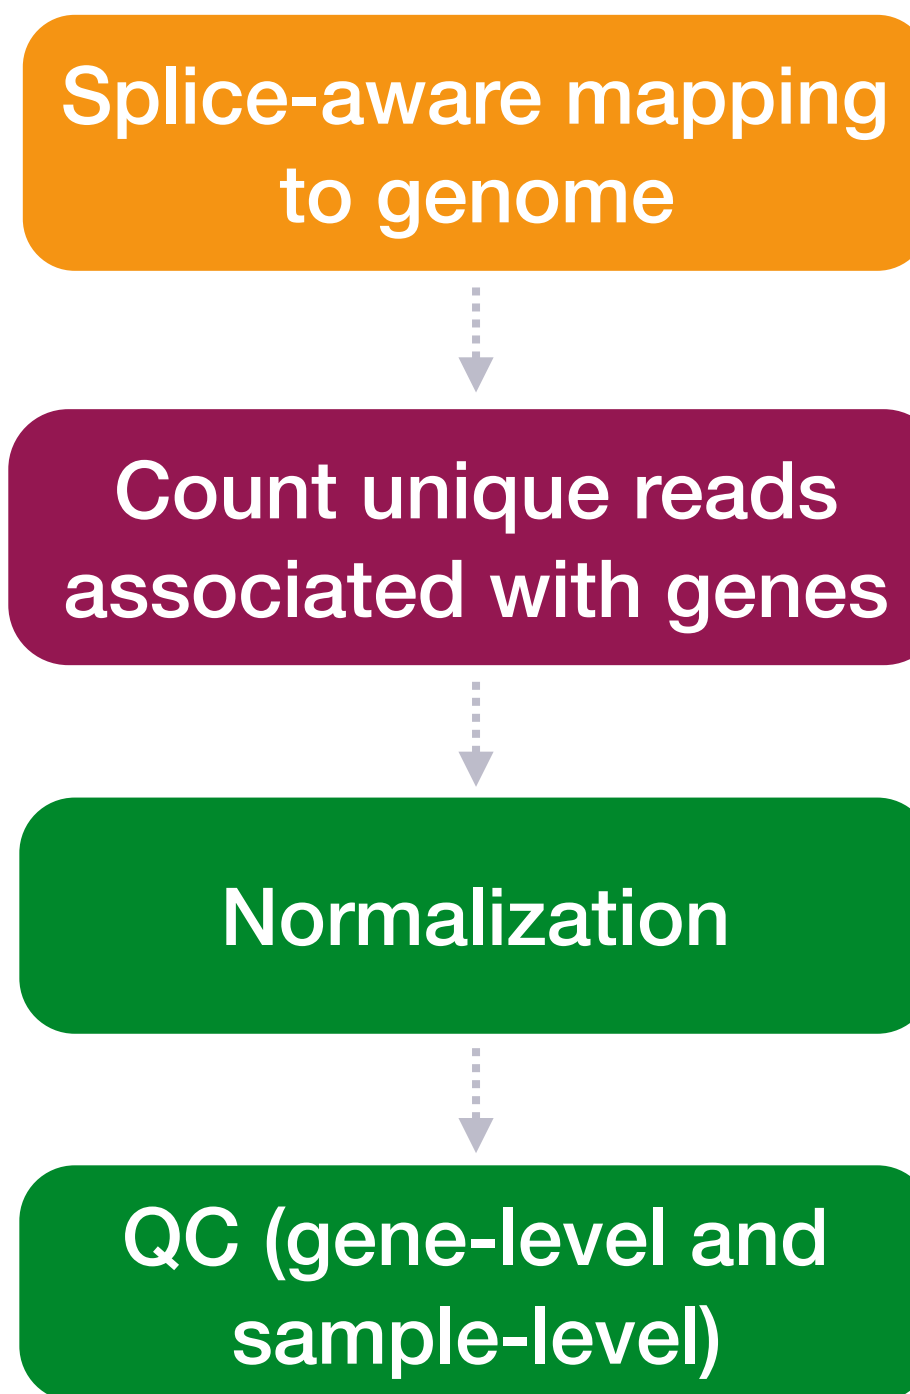 Splice-aware mapping
to genome
Count unique reads
associated with genes
Normalization
QC (gene-level and
sample-level)